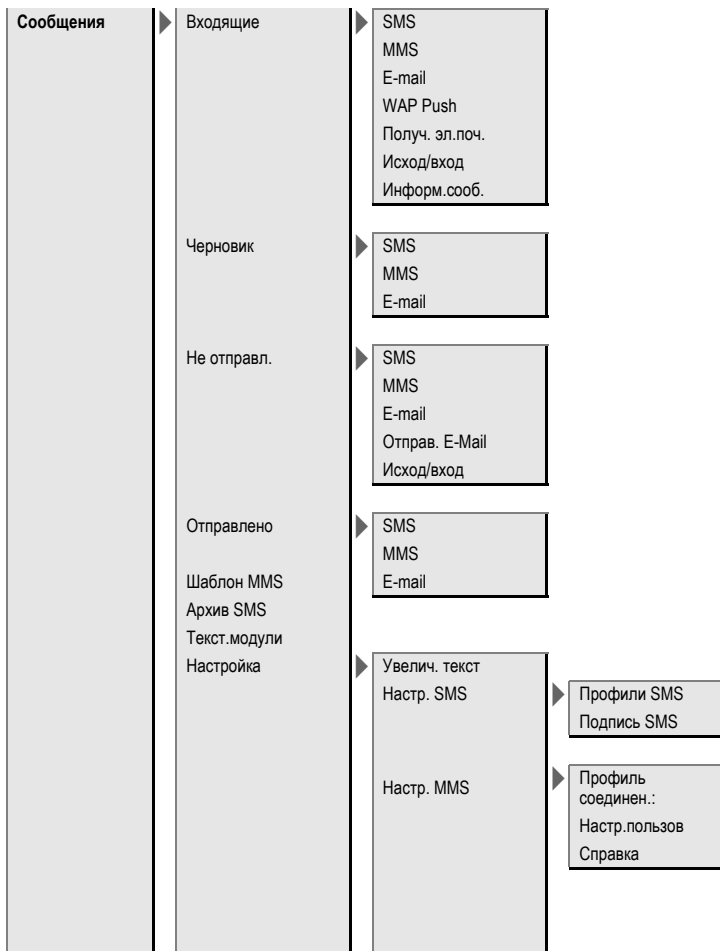 Сообщения
Входящие
SMS
MMS
E-mail
WAP Push
Получ. эл.поч.
Исход/вход
Информ.сооб.
Черновик
SMS
MMS
E-mail
Не отправл.
SMS
MMS
E-mail
Отправ. E-Mail
Исход/вход
Отправлено
SMS
MMS
E-mail
Шаблон MMS
Архив SMS
Текст.модули
Настройка
Увелич. текст
Настр. SMS
Профили SMS
Подпись SMS
Настр. MMS
Профиль
соединен.:
Настр.пользов
Справка